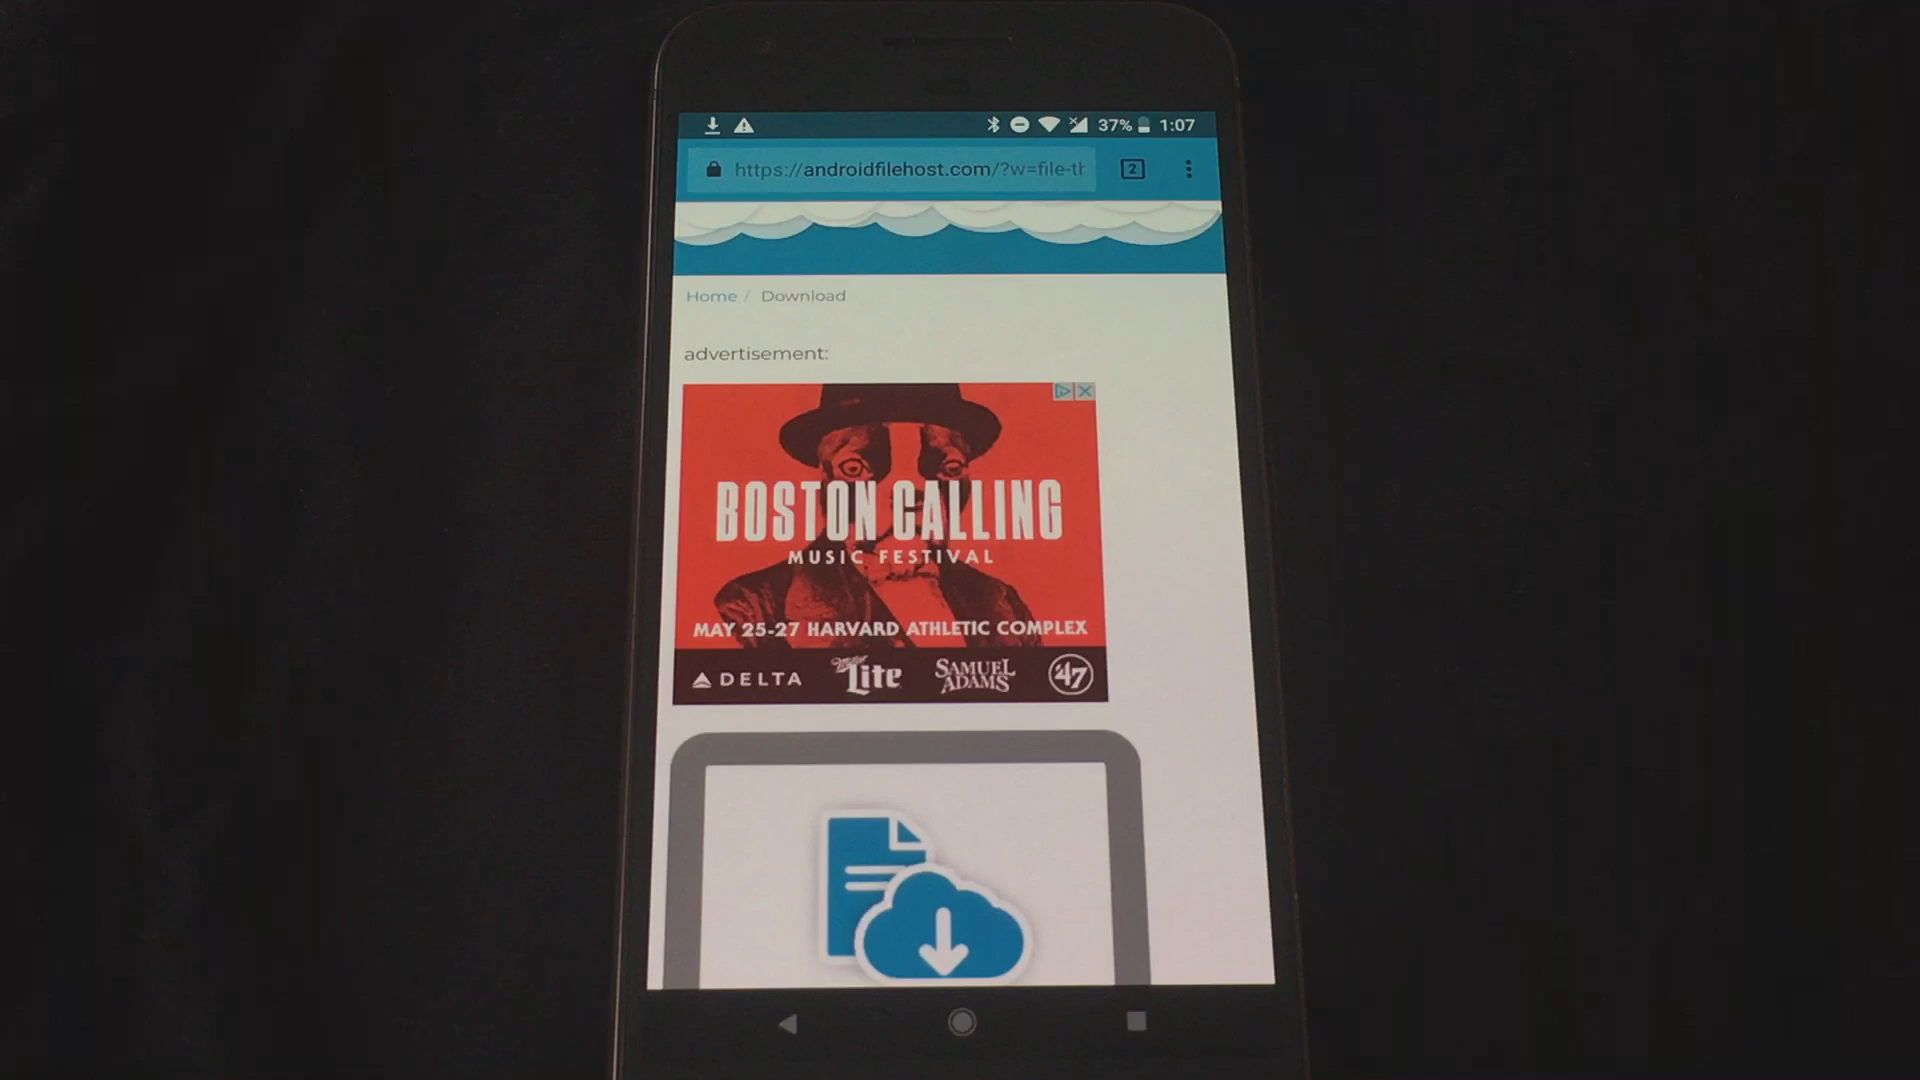 37% 1:07
https://androidfilehost.com/?w=file-th
2
Home / Download
advertisement:
BOSTON CALLING
MUSIC FESTIVAL
MAY 25-27 HARVARD ATHLETIC COMPLEX
DELTA Miller Lite SAMUEL ADAMS '47